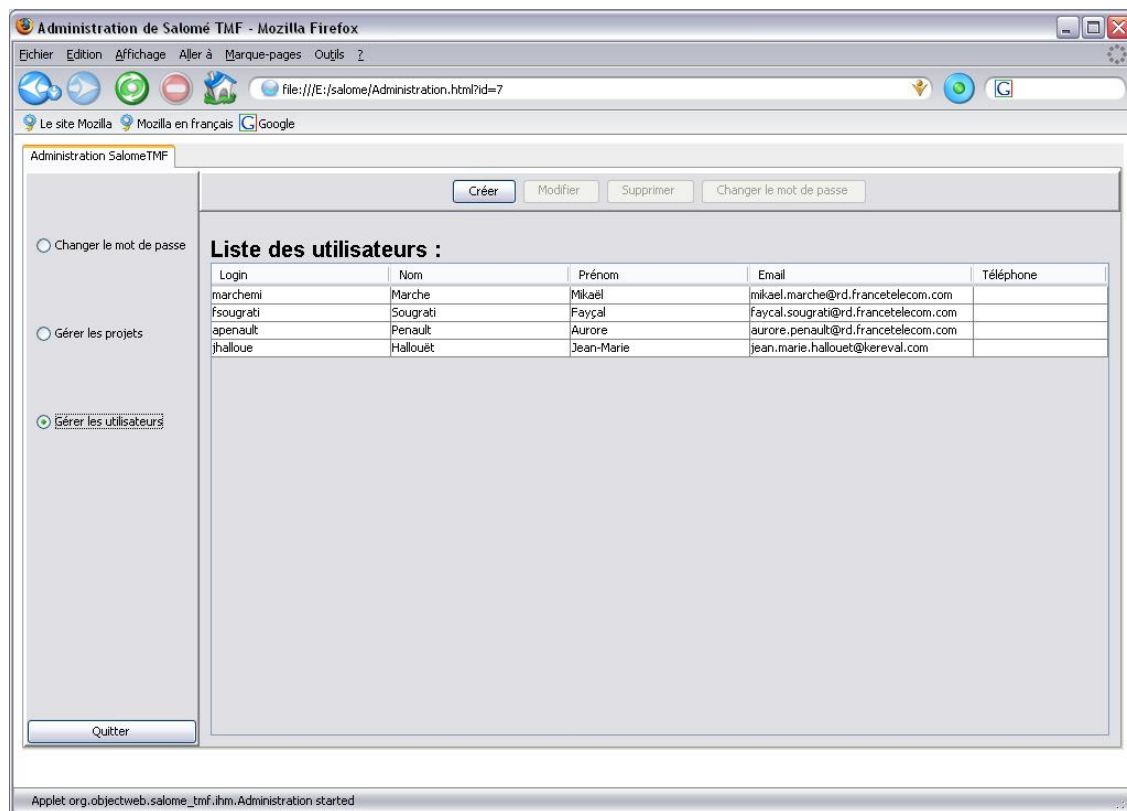 Administration de Salomé TMF - Mozilla Firefox
Fichier Edition Affichage Aller à Marque-pages Outils ?
file:///E:/salome/Administration.html?id=7 G
Le site Mozilla Mozilla en français G Google
Administration SalomeTMF
Créer Modifier Supprimer Changer le mot de passe
Changer le mot de passe
Gérer les projets
Gérer les utilisateurs
Quitter
Liste des utilisateurs :
Login Nom Prénom Email Téléphone
marchemi Marche Mikaël mikael.marche@rd.francetelecom.com
fsougrati Sougrati Fayçal faycal.sougrati@rd.francetelecom.com
apenault Penault Aurore aurore.penault@rd.francetelecom.com
jhalloue Hallouët Jean-Marie jean.marie.hallouet@kereval.com
Applet org.objectweb.salome_tmf.ihm.Administration started